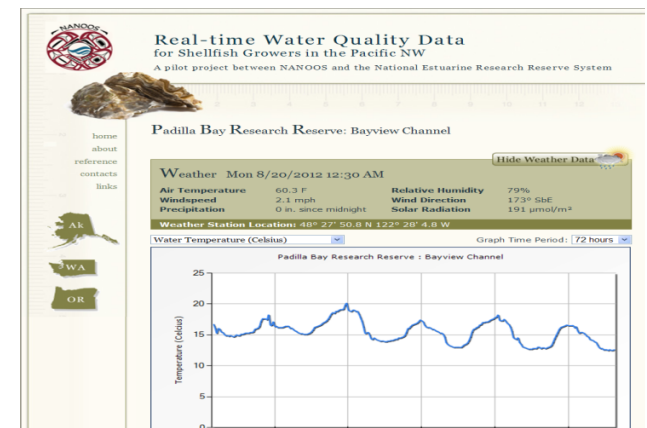 NANOOS
Real-time Water Quality Data
for Shellfish Growers in the Pacific NW
A pilot project between NANOOS and the National Estuarine Research Reserve System
home
about
reference
contacts
links
Ak
WA
OR
Padilla Bay Research Reserve: Bayview Channel
Hide Weather Data
Weather Mon 8/20/2012 12:30 AM
Air Temperature 60.3 F Relative Humidity 79%
Windspeed 2.1 mph Wind Direction 173° SbE
Precipitation 0 in. since midnight Solar Radiation 191 μmol/m²
Weather Station Location: 48° 27' 50.8 N 122° 28' 4.8 W
Water Temperature (Celsius) Graph Time Period: 72 hours
Padilla Bay Research Reserve : Bayview Channel
Temperature (Celcius)
25
20
15
10
5
0